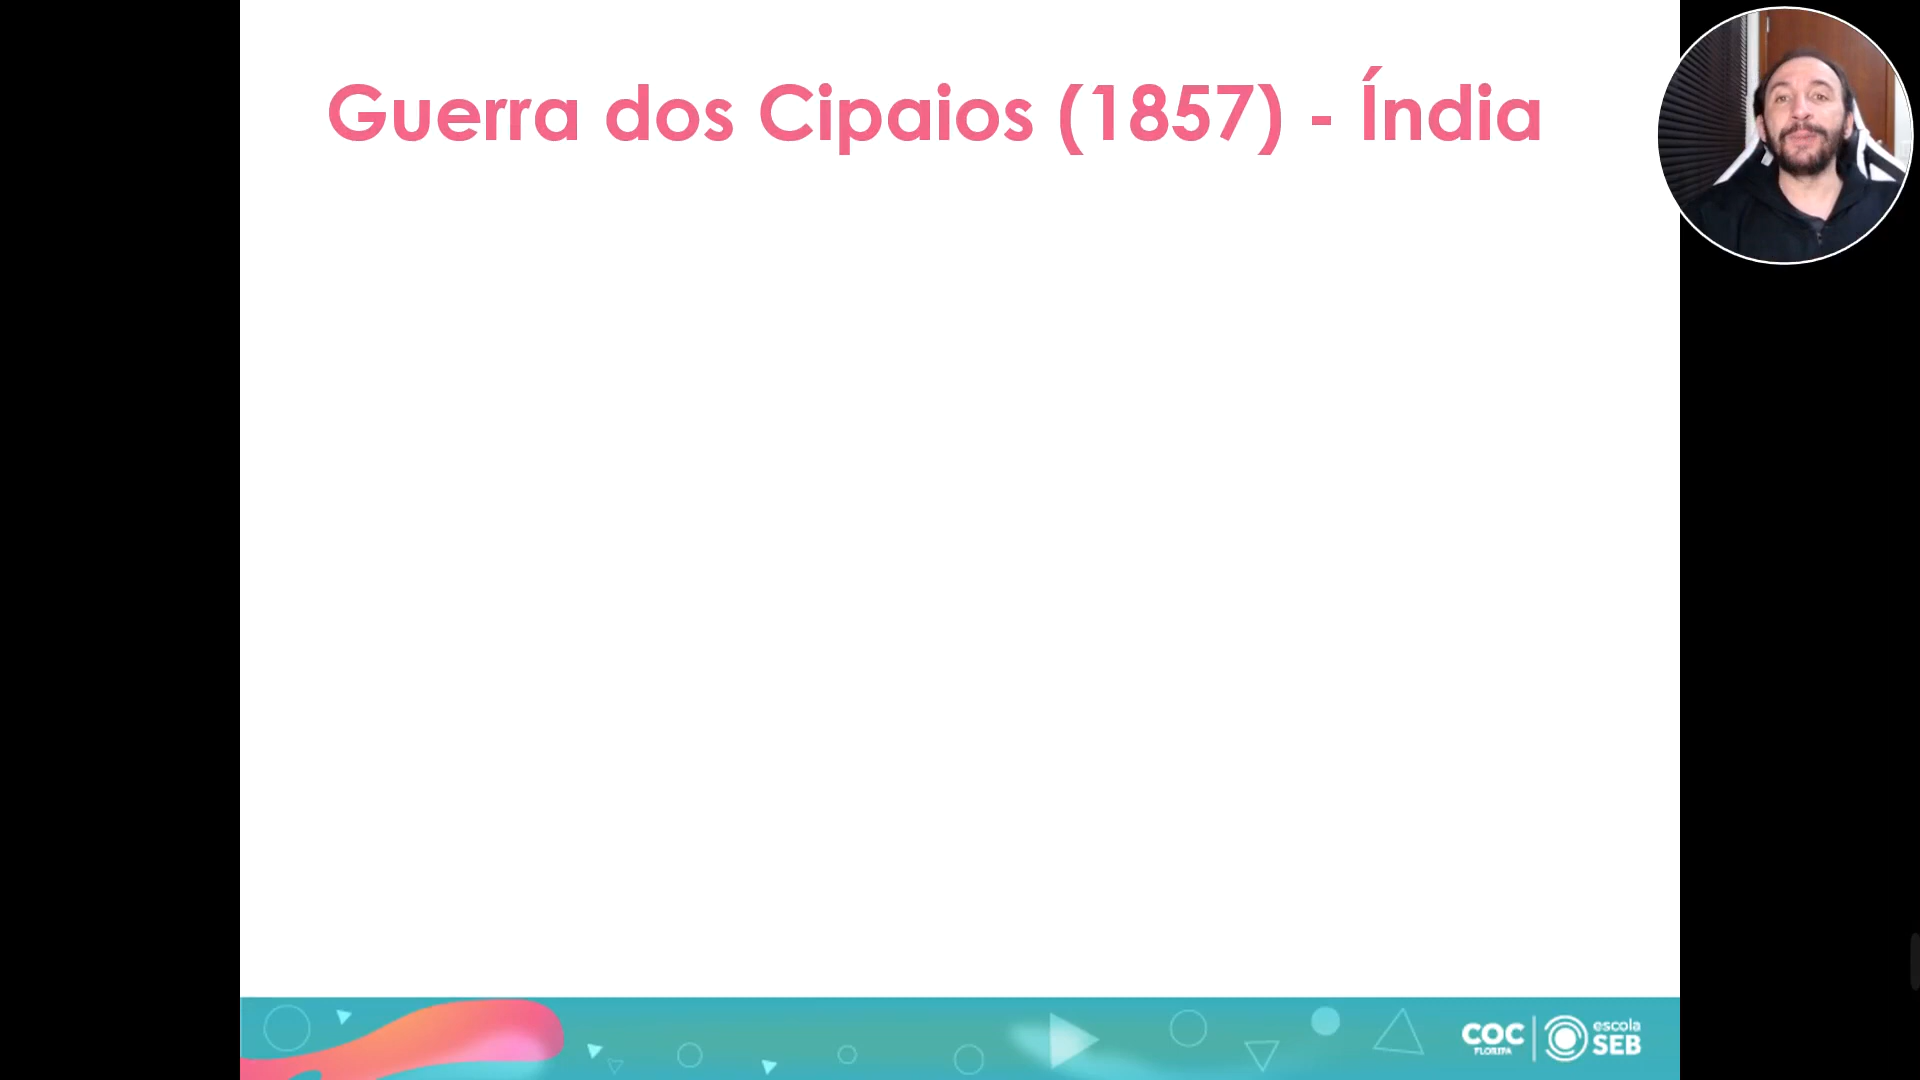 Guerra dos Cipaios (1857) - Índia
COC
FLORIPA
escola
SEB